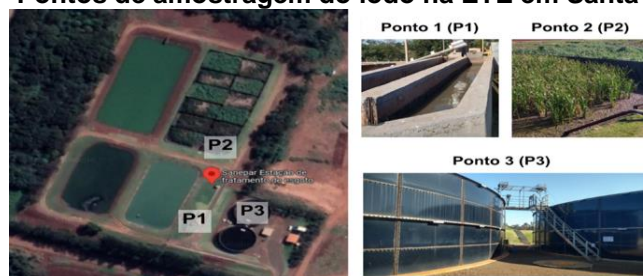 Pontos de amostragem do lodo na ETE em Santa
Ponto 1 (P1)
Ponto 2 (P2)
P2
Sanepar Estação de
tratamento de esgoto
P1
P3
Ponto 3 (P3)